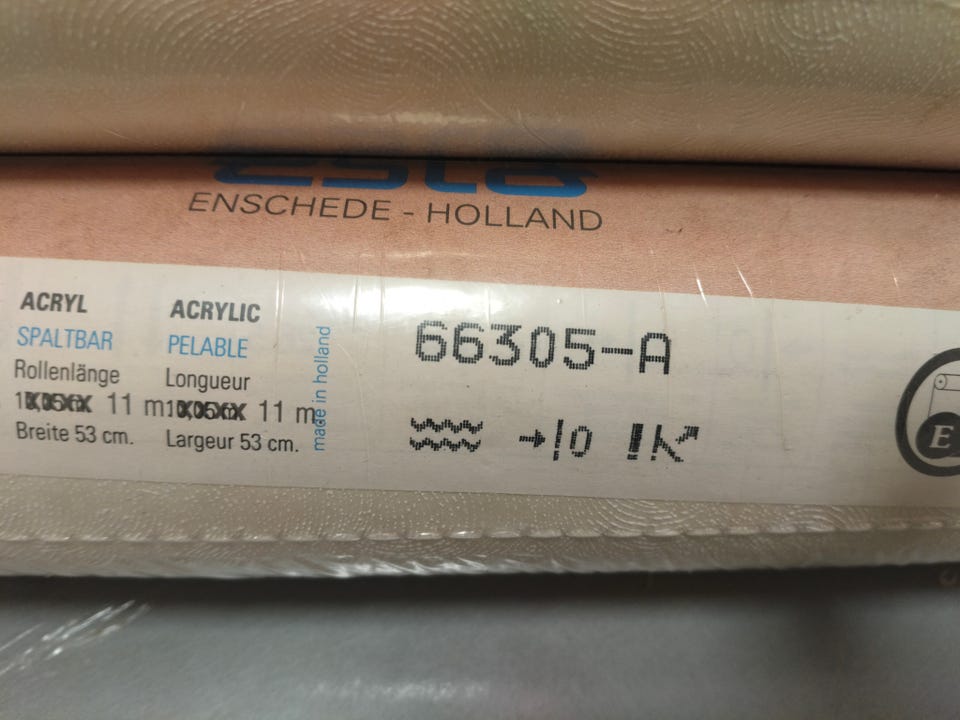 esta
ENSCHEDE - HOLLAND
ACRYL
SPALTBAR
Rollenlänge
11 m
Breite 53 cm.
ACRYLIC
PELABLE
Longueur
11 m
Largeur 53 cm.
made in holland
66305-A
E